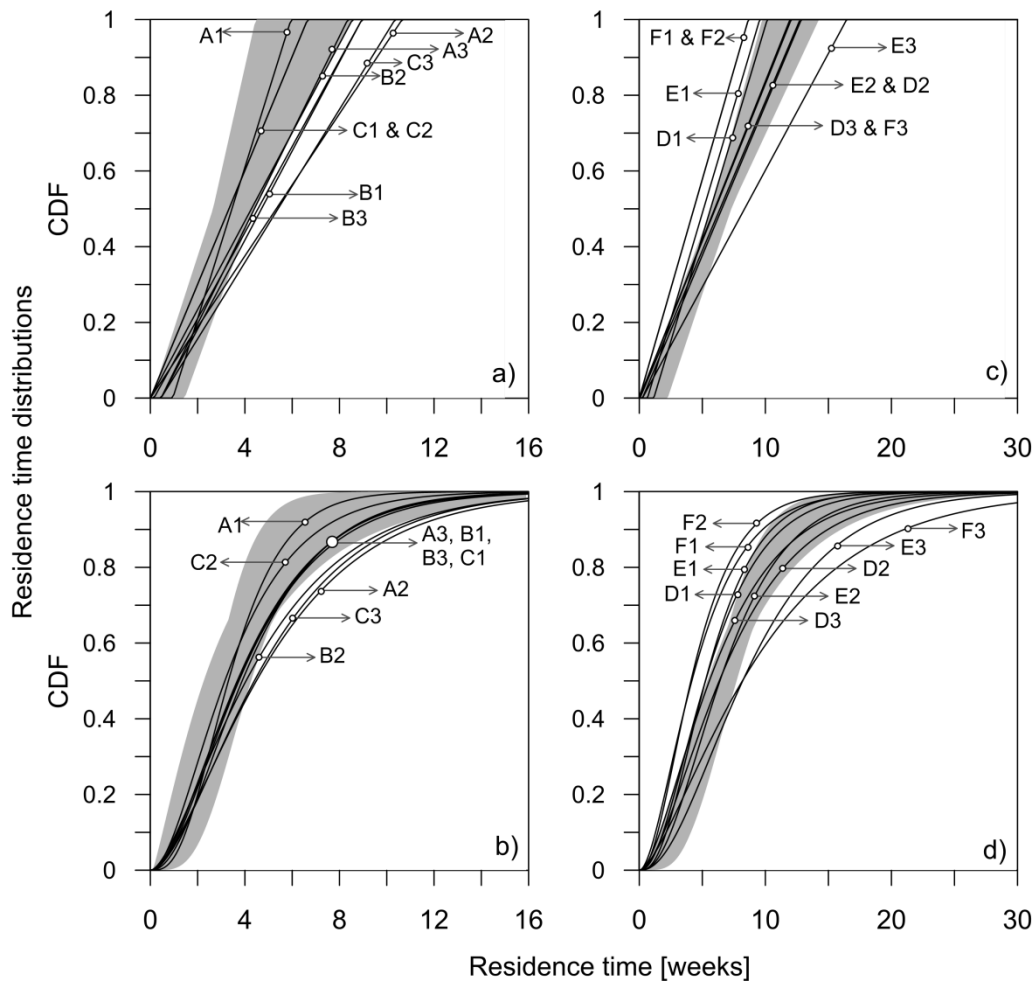 Residence time distributions
CDF
1
0.8
0.6
0.4
0.2
0
A1
A2
A3
C3
B2
C1 & C2
B1
B3
a)
0 4 8 12 16
CDF
1
0.8
0.6
0.4
0.2
0
F1 & F2
E3
E1
E2 & D2
D3 & F3
D1
c)
0 10 20 30
CDF
1
0.8
0.6
0.4
0.2
0
A1
A3, B1,
B3, C1
C2
A2
C3
B2
b)
0 4 8 12 16
1
0.8
0.6
0.4
0.2
0
F2
F3
F1
E3
E1
D2
D1
E2
D3
d)
0 10 20 30
Residence time [weeks]